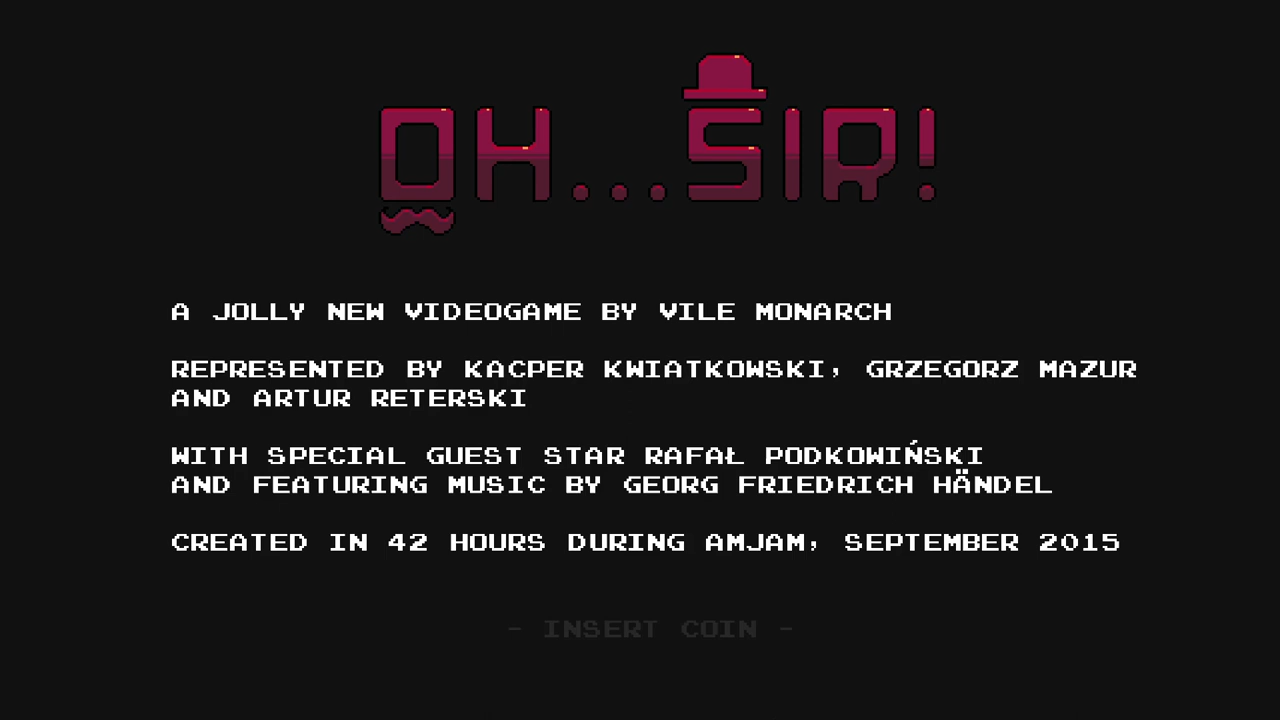 OH...SIR!
A JOLLY NEW VIDEOGAME BY VILE MONARCH
REPRESENTED BY KACPER KWIATKOWSKI, GRZEGORZ MAZUR
AND ARTUR RETERSKI
WITH SPECIAL GUEST STAR RAFAŁ PODKOWIŃSKI
AND FEATURING MUSIC BY GEORG FRIEDRICH HÄNDEL
CREATED IN 42 HOURS DURING AMJAM, SEPTEMBER 2015
- INSERT COIN -